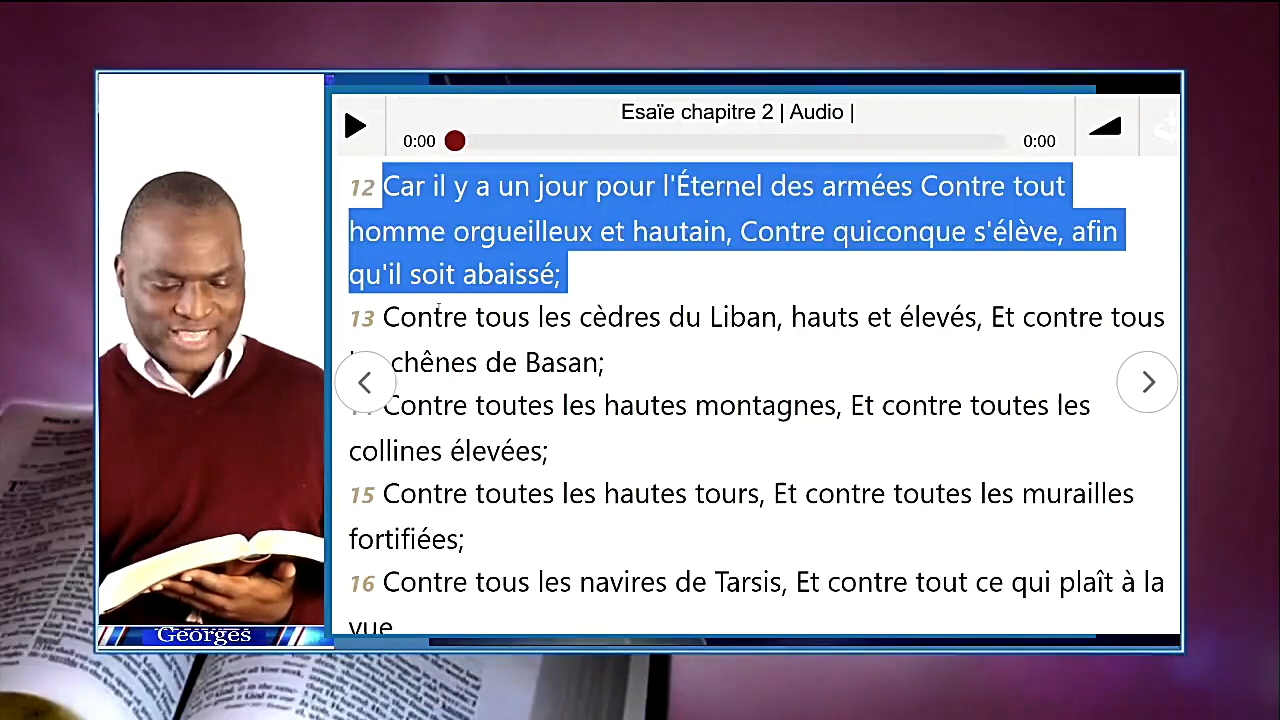 Esaïe chapitre 2 | Audio |
0:00
0:00
12 Car il y a un jour pour l'Éternel des armées Contre tout
homme orgueilleux et hautain, Contre quiconque s'élève, afin
qu'il soit abaissé;
13 Contre tous les cèdres du Liban, hauts et élevés, Et contre tous
chênes de Basan;
Contre toutes les hautes montagnes, Et contre toutes les
collines élevées;
15 Contre toutes les hautes tours, Et contre toutes les murailles
fortifiées;
16 Contre tous les navires de Tarsis, Et contre tout ce qui plaît à la
vue
Georges